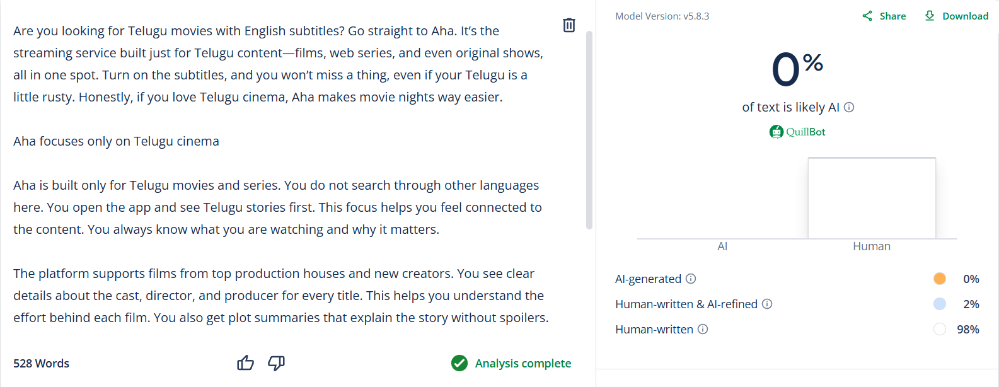 Are you looking for Telugu movies with English subtitles? Go straight to Aha. It’s the
streaming service built just for Telugu content—films, web series, and even original shows,
all in one spot. Turn on the subtitles, and you won’t miss a thing, even if your Telugu is a
little rusty. Honestly, if you love Telugu cinema, Aha makes movie nights way easier.
Aha focuses only on Telugu cinema
Aha is built only for Telugu movies and series. You do not search through other languages
here. You open the app and see Telugu stories first. This focus helps you feel connected to
the content. You always know what you are watching and why it matters.
The platform supports films from top production houses and new creators. You see clear
details about the cast, director, and producer for every title. This helps you understand the
effort behind each film. You also get plot summaries that explain the story without spoilers.
528 Words
Analysis complete
Model Version: v5.8.3
Share
Download
0%
of text is likely AI
QuillBot
AI
Human
AI-generated 0%
Human-written & AI-refined 2%
Human-written 98%